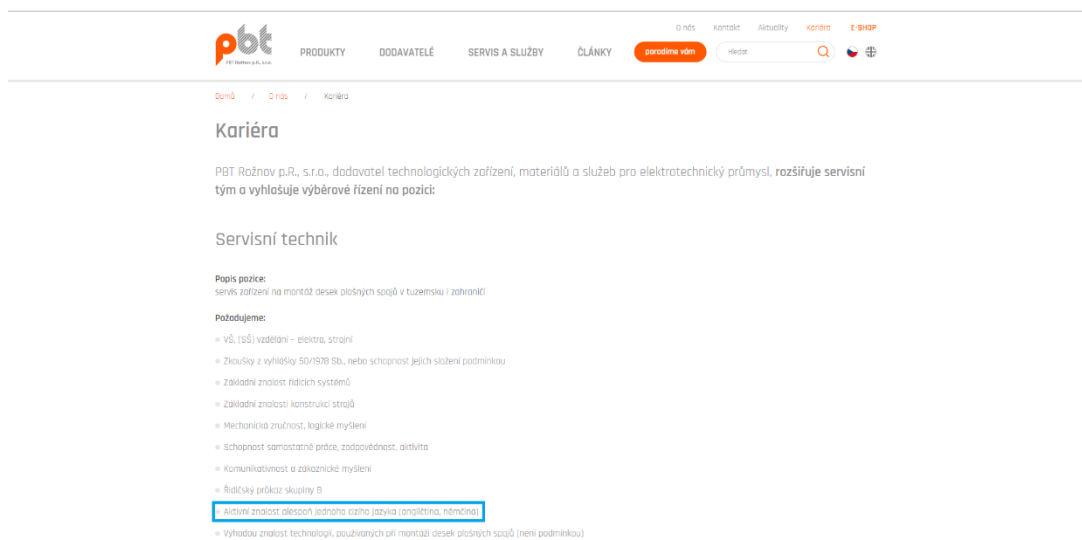 O nás Kontakt Aktuality Kariéra E-SHOP
pbt
PBT Rožnov p.R., s.r.o.
PRODUKTY DODAVATELÉ SERVIS A SLUŽBY ČLÁNKY poradíme vám Hledat
Domů / O nás / Kariéra
Kariéra
PBT Rožnov p.R., s.r.o., dodavatel technologických zařízení, materiálů a služeb pro elektrotechnický průmysl, rozšiřuje servisní
tým a vyhlašuje výběrové řízení na pozici:
Servisní technik
Popis pozice:
servis zařízení na montáž desek plošných spojů v tuzemsku i zahraničí
Požadujeme:
VŠ, (SŠ) vzdělání – elektro, strojní
Zkoušky z vyhlášky 50/1978 Sb., nebo schopnost jejich složení podmínkou
Základní znalost řídících systémů
Základní znalosti konstrukcí strojů
Mechanická zručnost, logické myšlení
Schopnost samostatné práce, zodpovědnost, aktivita
Komunikativnost a zákaznické myšlení
Řidičský průkaz skupiny B
Aktivní znalost alespoň jednoho cizího jazyka (angličtina, němčina)
Výhodou znalost technologií, používaných při montáži desek plošných spojů (není podmínkou)